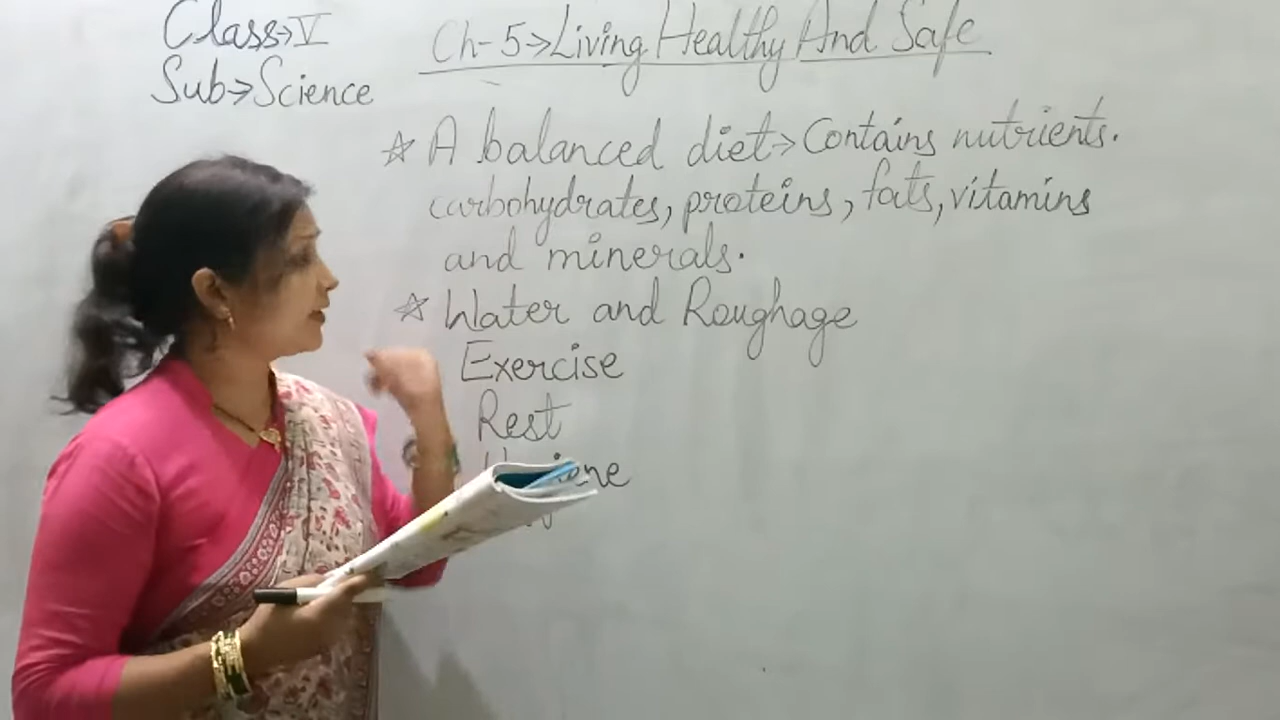 Class→V
Ch-5→Living Healthy And Safe
Sub→Science
☆ A balanced diet→Contains nutrients.
carbohydrates, proteins, fats, vitamins
and minerals.
☆ Water and Roughage
Exercise
Rest